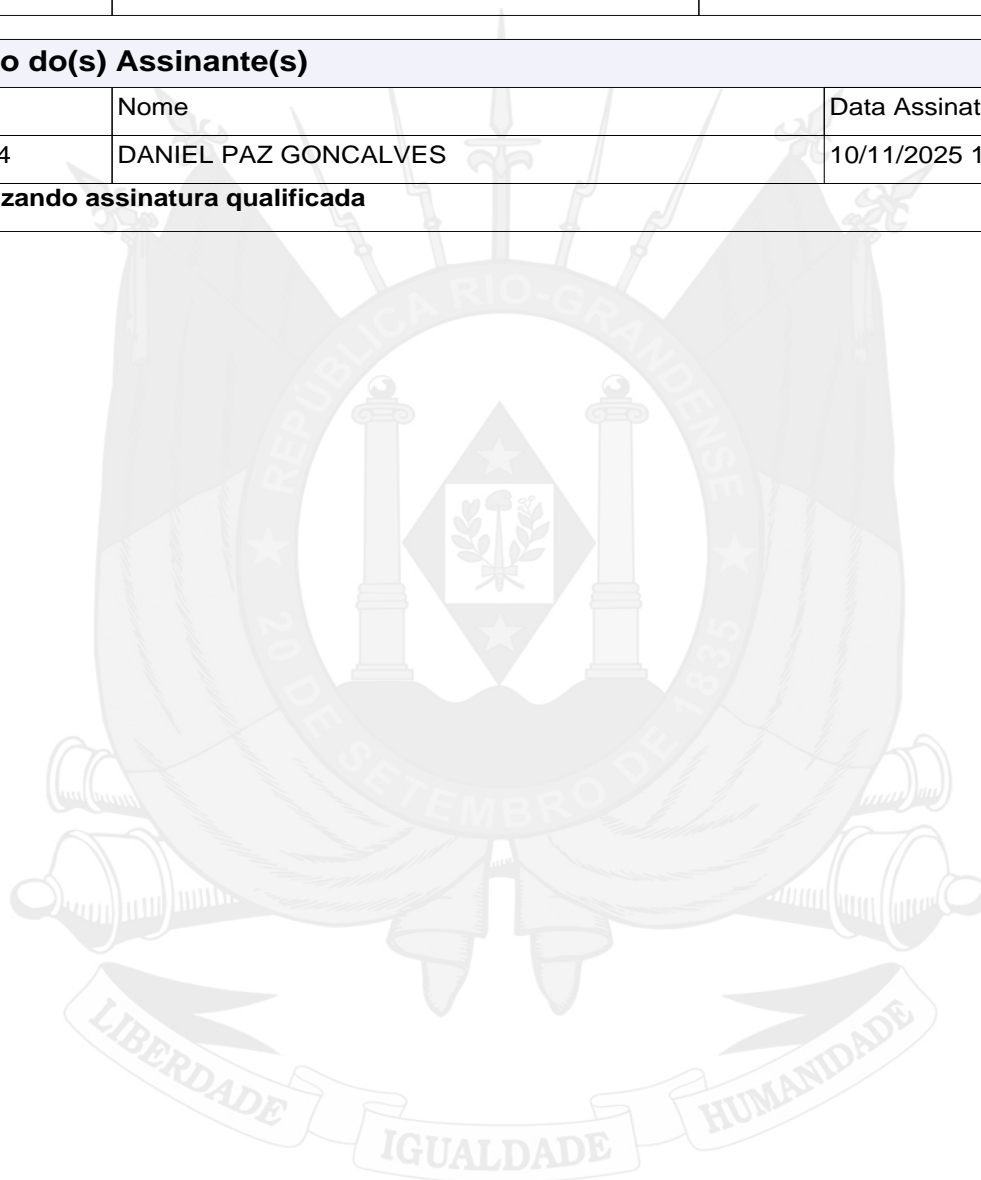 o do(s) Assinante(s)
Nome Data Assinat
4 DANIEL PAZ GONCALVES 10/11/2025 1
zando assinatura qualificada
REPÚBLICA RIO-GRANDENSE
20 DE SETEMBRO DE 1835
LIBERDADE IGUALDADE HUMANIDADE